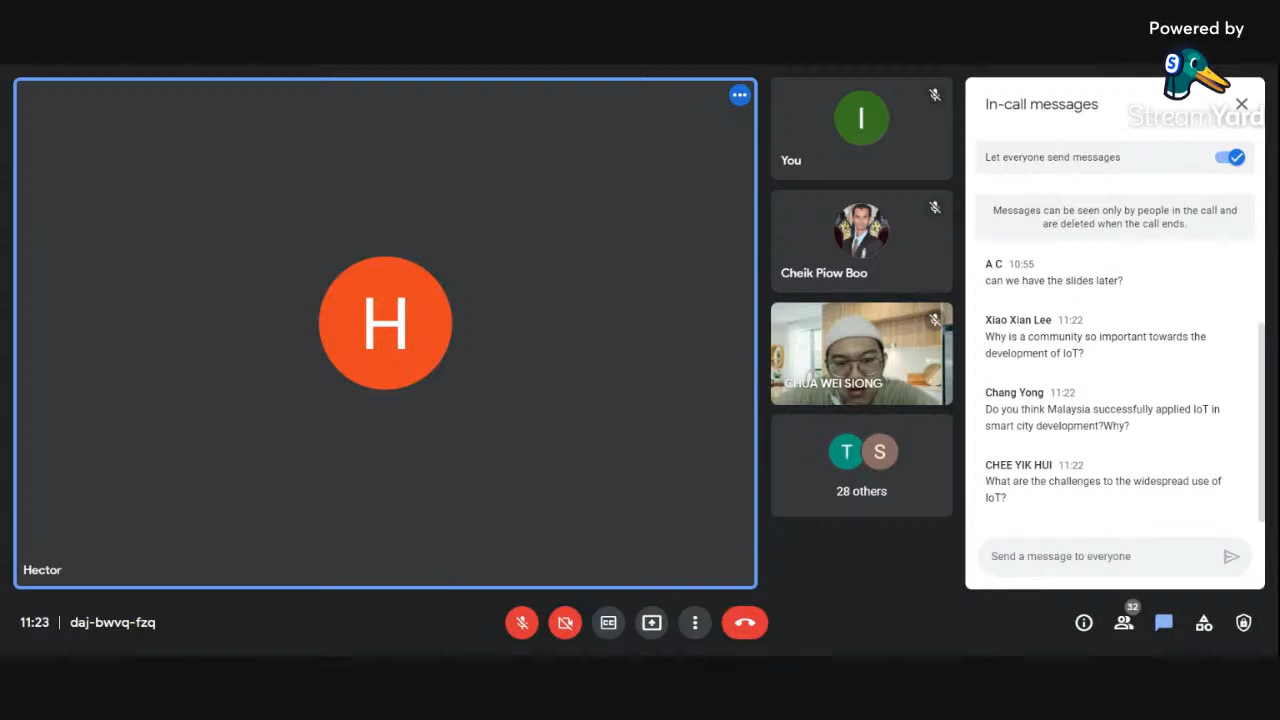 Powered by
S
StreamYard
H
Hector
I
You
Cheik Piow Boo
CHUA WEI SIONG
T S
28 others
In-call messages
Let everyone send messages
Messages can be seen only by people in the call and
are deleted when the call ends.
A C 10:55
can we have the slides later?
Xiao Xian Lee 11:22
Why is a community so important towards the
development of IoT?
Chang Yong 11:22
Do you think Malaysia successfully applied IoT in
smart city development?Why?
CHEE YIK HUI 11:22
What are the challenges to the widespread use of
IoT?
Send a message to everyone
11:23 | daj-bwvq-fzq
CC
32